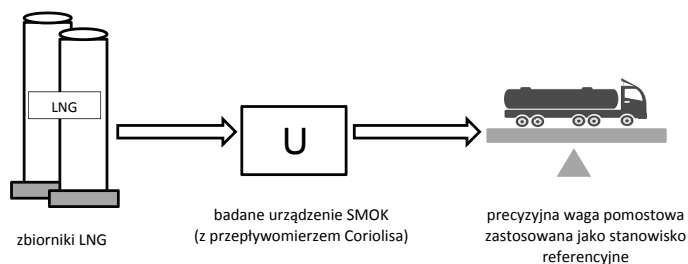 LNG
U
zbiorniki LNG
badane urządzenie SMOK
(z przepływomierzem Coriolisa)
precyzyjna waga pomostowa
zastosowana jako stanowisko
referencyjne